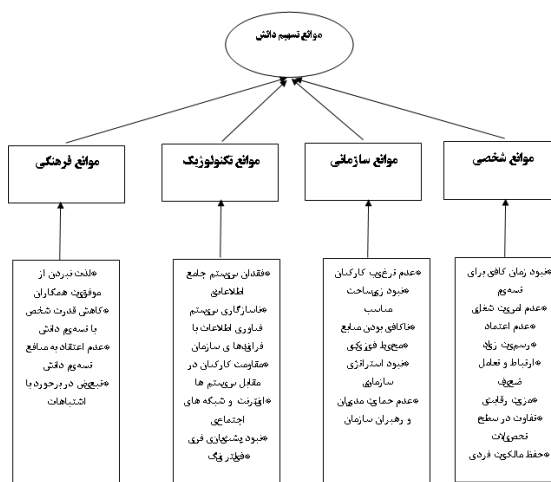 موانع تسهیم دانش
موانع شخصی
موانع سازمانی
موانع تکنولوژیک
موانع فرهنگی
*نبود زمان کافی برای
تسهیم
*عدم امنیت شغلی
*عدم اعتماد
*رسمیت زیاد
*ارتباط و تعامل
ضعیف
*مزیت رقابتی
*تفاوت در سطح
تحصیلات
*حفظ مالکیت فردی
*عدم ترغیب کارکنان
*نبود زیرساخت
مناسب
*ناکافی بودن منابع
*محیط فیزیکی
*نبود استراتژی
سازمانی
*عدم حمایت مدیران
و رهبران سازمان
*فقدان سیستم جامع
اطلاعاتی
*ناسازگاری سیستم
فناوری اطلاعات با
فرایندهای سازمان
*مقاومت کارکنان در
مقابل سیستم ها
*اینترنت و شبکه های
اجتماعی
*نبود پشتیبانی فنی
*فیلترینگ
*لذت نبردن از
موفقیت همکاران
*کاهش قدرت شخص
با تسهیم دانش
*عدم اعتقاد به منافع
تسهیم دانش
*تبعیض در برخورد با
اشتباهات